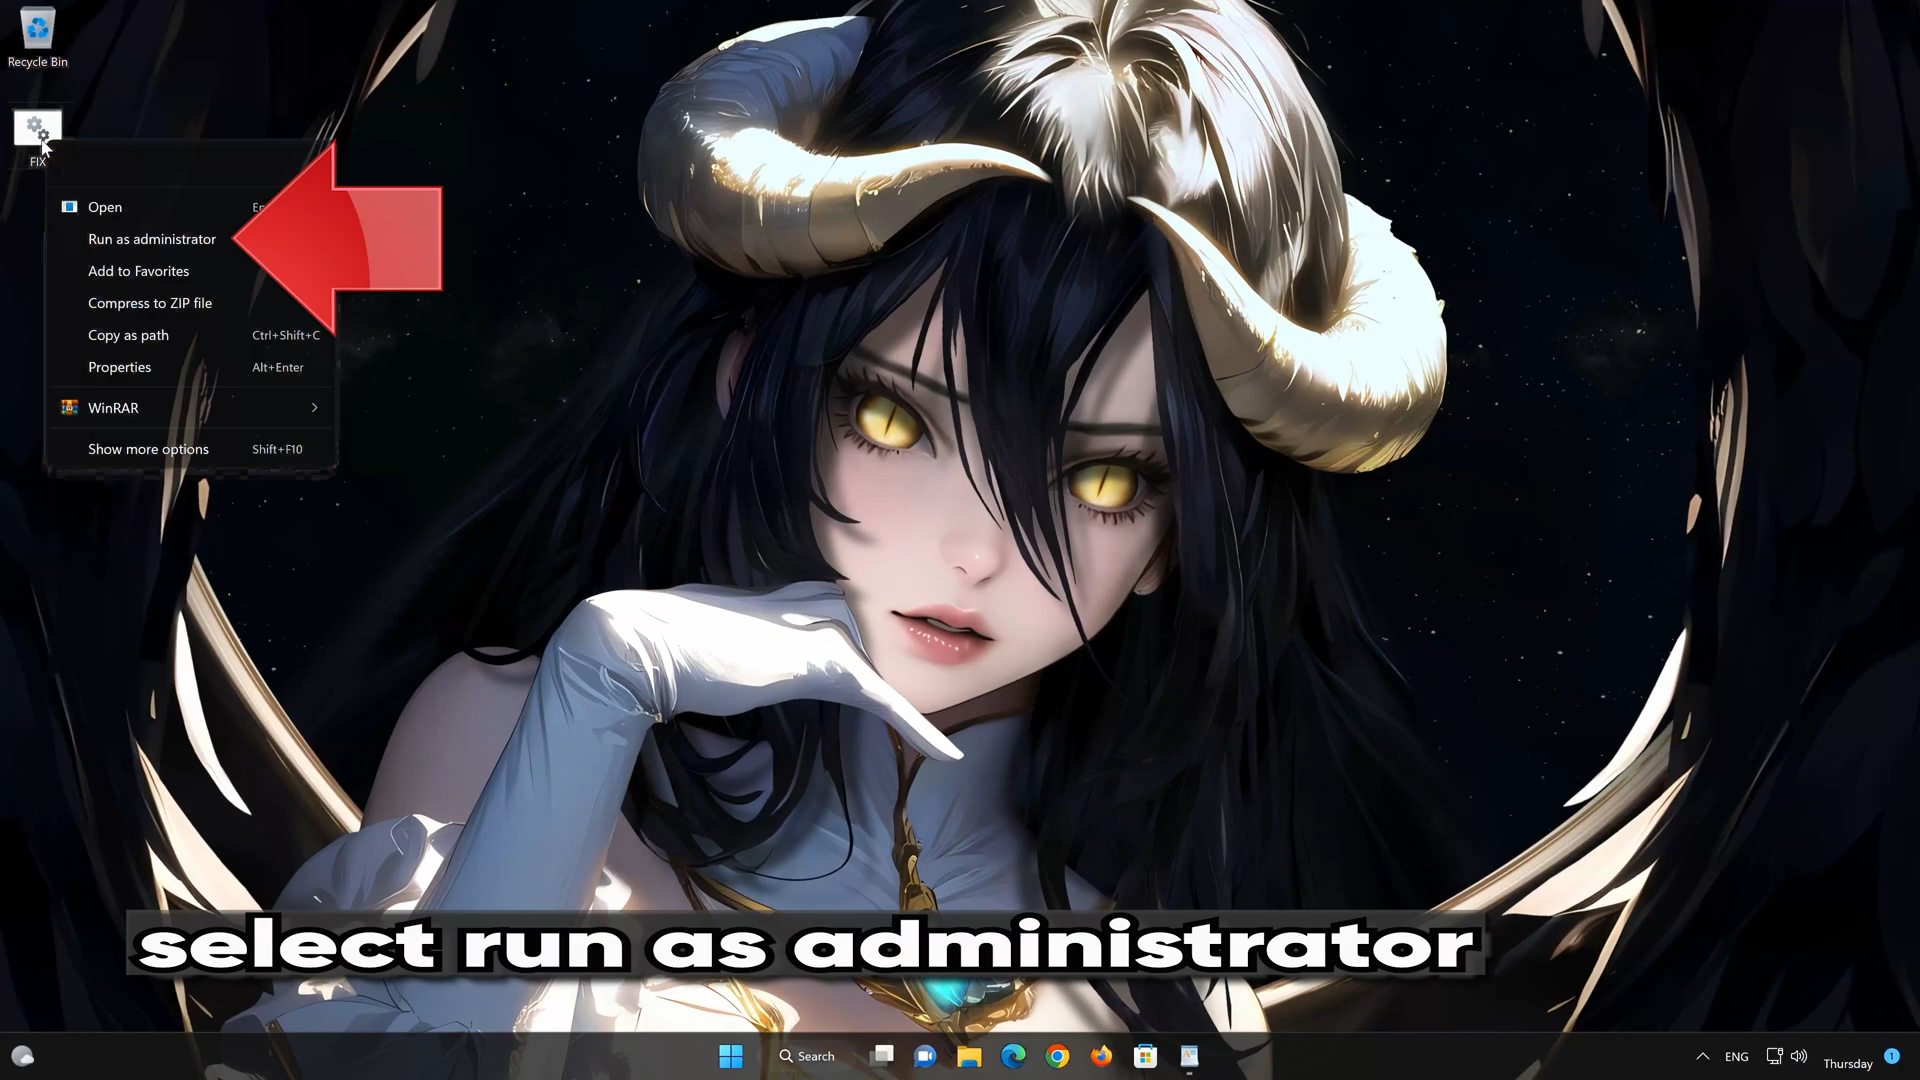 Recycle Bin
FIX
Open
Run as administrator
Add to Favorites
Compress to ZIP file
Copy as path Ctrl+Shift+C
Properties Alt+Enter
WinRAR
Show more options Shift+F10
select run as administrator
Search
ENG
Thursday
1